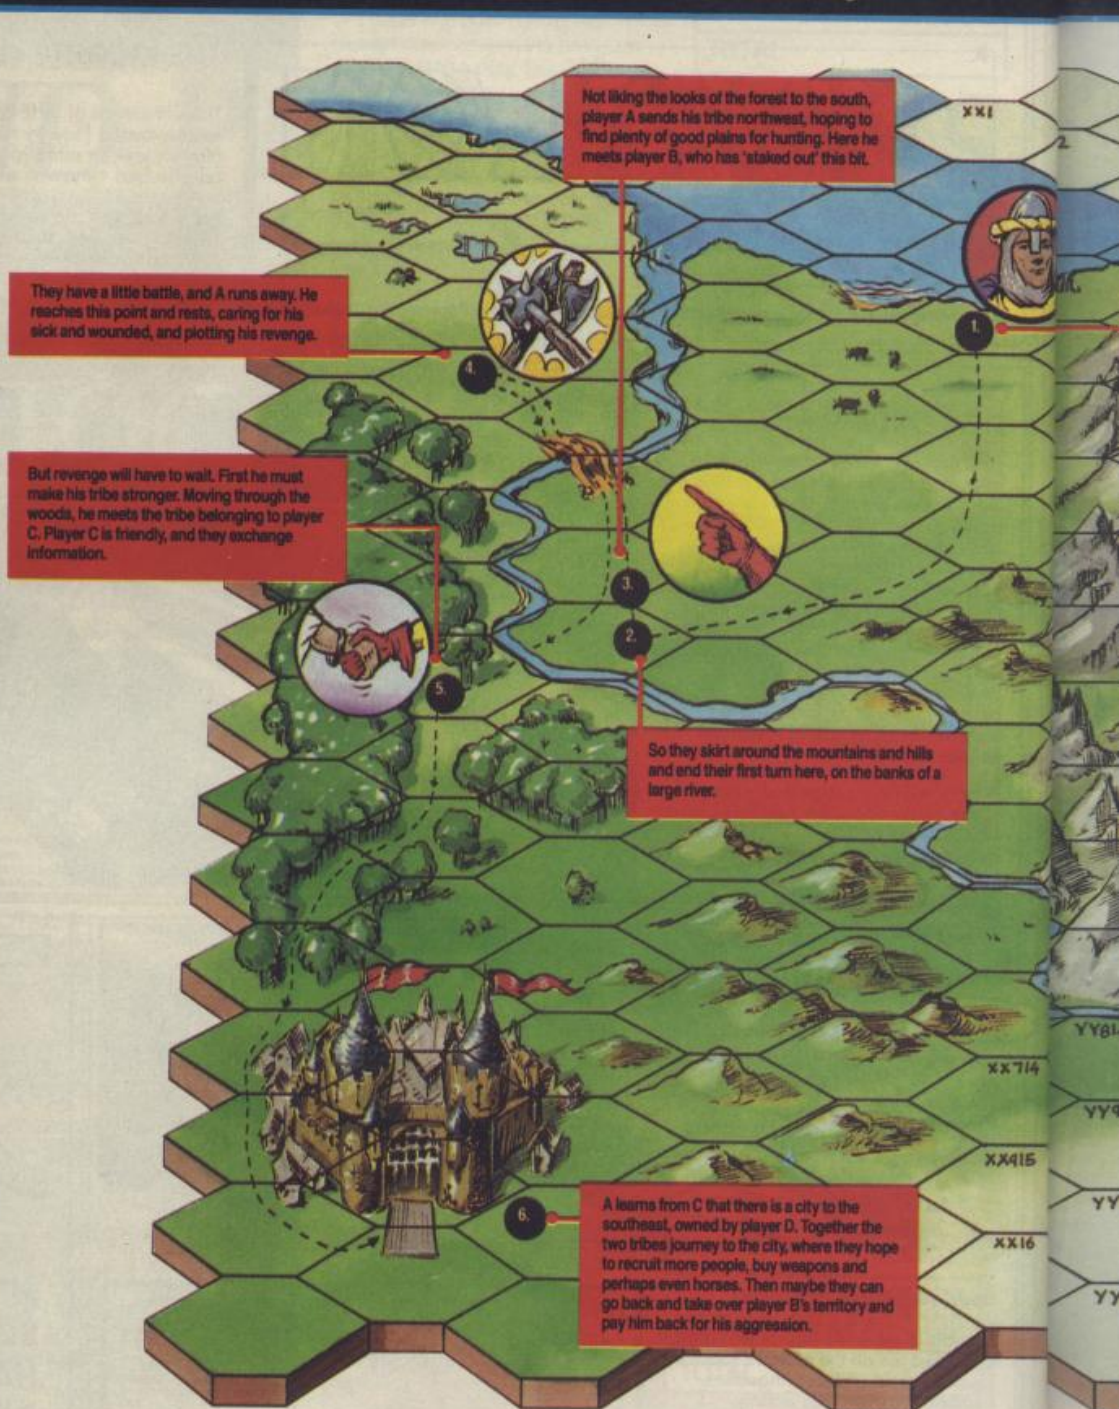 Not liking the looks of the forest to the south,
player A sends his tribe northwest, hoping to
find plenty of good plains for hunting. Here he
meets player B, who has 'staked out' this bit.
XX1
2
1.
They have a little battle, and A runs away. He
reaches this point and rests, caring for his
sick and wounded, and plotting his revenge.
4.
But revenge will have to wait. First he must
make his tribe stronger. Moving through the
woods, he meets the tribe belonging to player
C. Player C is friendly, and they exchange
information.
3.
2.
5.
So they skirt around the mountains and hills
and end their first turn here, on the banks of a
large river.
XX714
XX915
XX16
6.
A learns from C that there is a city to the
southeast, owned by player D. Together the
two tribes journey to the city, where they hope
to recruit more people, buy weapons and
perhaps even horses. Then maybe they can
go back and take over player B's territory and
pay him back for his aggression.
YY81
YY
YY
YY